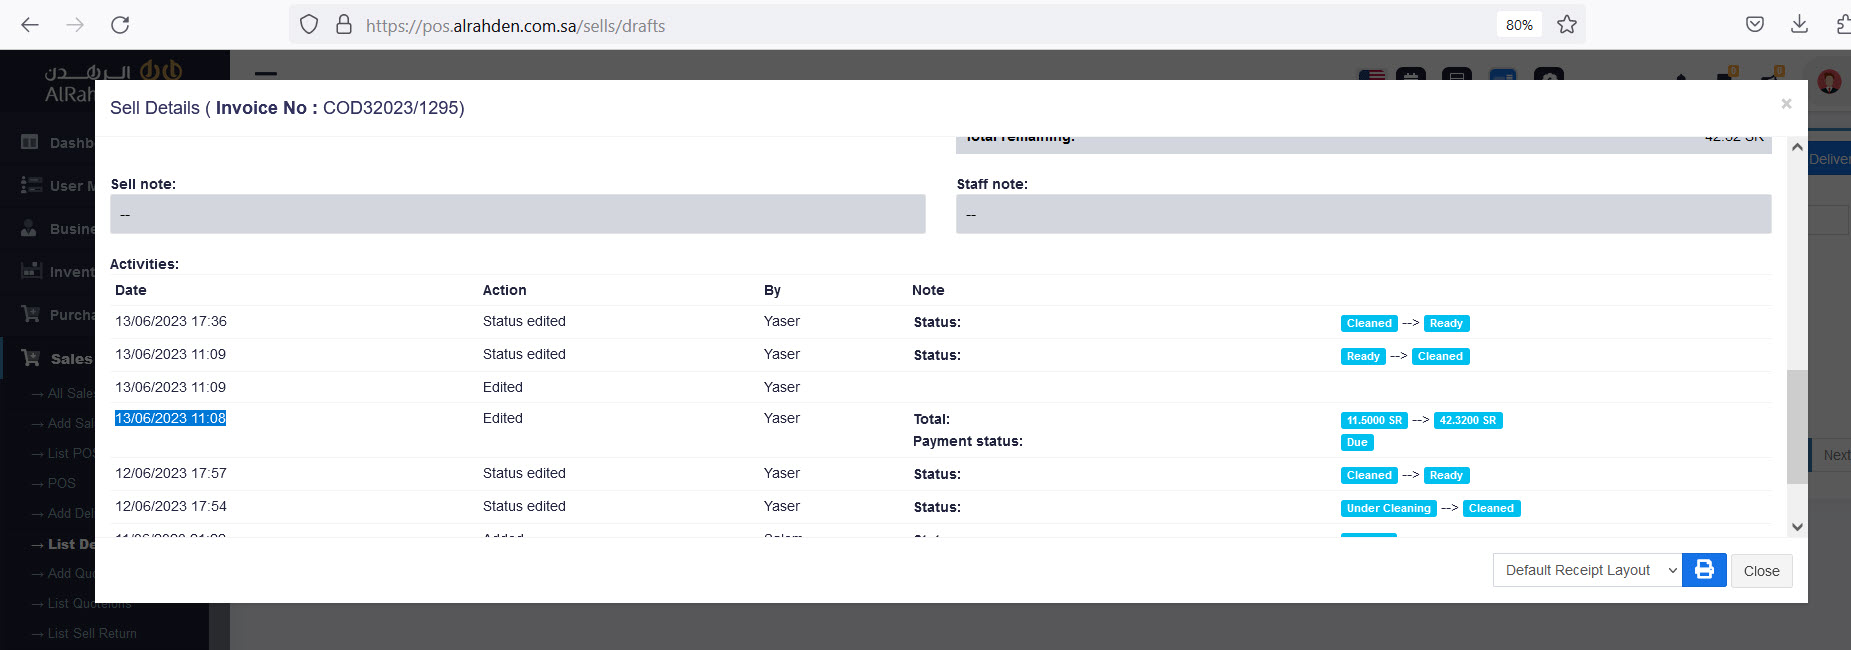 https://pos.alrahden.com.sa/sells/drafts
80%
الرهدن
AlRah
Sell Details ( Invoice No : COD32023/1295)
×
Dashb
User M
Busine
Invent
Purcha
Sales
→ All Sale
→ Add Sal
→ List POS
→ POS
→ Add Del
→ List De
→ Add Quo
→ List Quotetions
→ List Sell Return
Deliver
Next
Total remaining: 42.32 SR
Sell note: Staff note:
-- --
Activities:
Date Action By Note
13/06/2023 17:36 Status edited Yaser Status: Cleaned --> Ready
13/06/2023 11:09 Status edited Yaser Status: Ready --> Cleaned
13/06/2023 11:09 Edited Yaser
13/06/2023 11:08 Edited Yaser Total: 11.5000 SR --> 42.3200 SR
Payment status: Due
12/06/2023 17:57 Status edited Yaser Status: Cleaned --> Ready
12/06/2023 17:54 Status edited Yaser Status: Under Cleaning --> Cleaned
Default Receipt Layout
Close